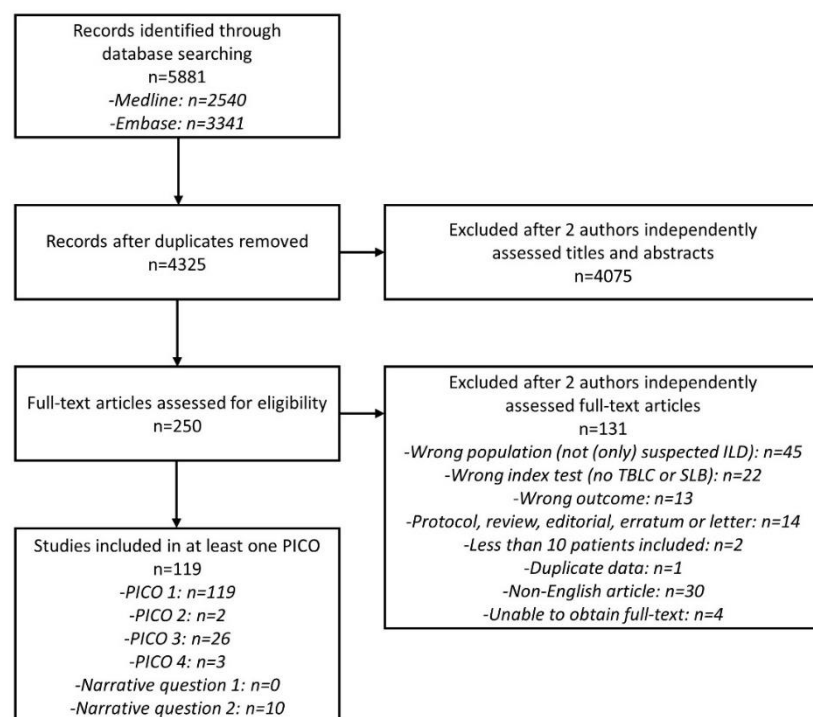 Records identified through
database searching
n=5881
-Medline: n=2540
-Embase: n=3341
Records after duplicates removed
n=4325
Excluded after 2 authors independently
assessed titles and abstracts
n=4075
Full-text articles assessed for eligibility
n=250
Excluded after 2 authors independently
assessed full-text articles
n=131
-Wrong population (not (only) suspected ILD): n=45
-Wrong index test (no TBLC or SLB): n=22
-Wrong outcome: n=13
-Protocol, review, editorial, erratum or letter: n=14
-Less than 10 patients included: n=2
-Duplicate data: n=1
-Non-English article: n=30
-Unable to obtain full-text: n=4
Studies included in at least one PICO
n=119
-PICO 1: n=119
-PICO 2: n=2
-PICO 3: n=26
-PICO 4: n=3
-Narrative question 1: n=0
-Narrative question 2: n=10